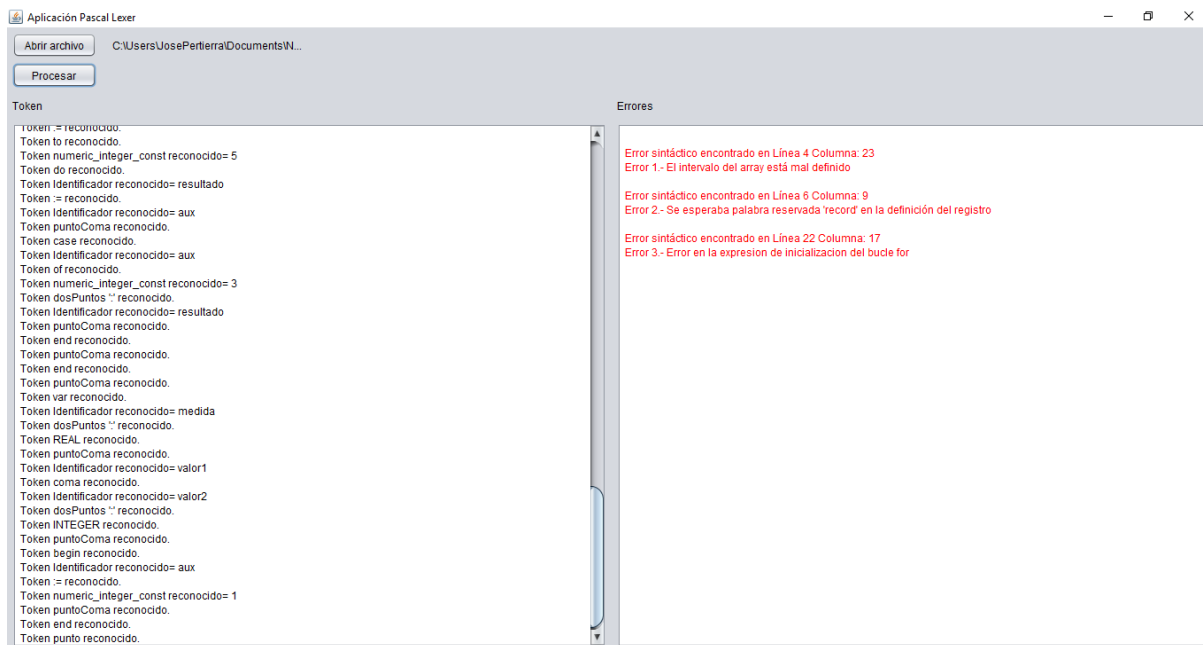 Aplicación Pascal Lexer
Abrir archivo
C:\Users\JosePertierra\Documents\N...
Procesar
Token
Token := reconocido.
Token to reconocido.
Token numeric_integer_const reconocido= 5
Token do reconocido.
Token Identificador reconocido= resultado
Token := reconocido.
Token Identificador reconocido= aux
Token puntoComa reconocido.
Token case reconocido.
Token Identificador reconocido= aux
Token of reconocido.
Token numeric_integer_const reconocido= 3
Token dosPuntos ':' reconocido.
Token Identificador reconocido= resultado
Token puntoComa reconocido.
Token end reconocido.
Token puntoComa reconocido.
Token end reconocido.
Token puntoComa reconocido.
Token var reconocido.
Token Identificador reconocido= medida
Token dosPuntos ':' reconocido.
Token REAL reconocido.
Token puntoComa reconocido.
Token Identificador reconocido= valor1
Token coma reconocido.
Token Identificador reconocido= valor2
Token dosPuntos ':' reconocido.
Token INTEGER reconocido.
Token puntoComa reconocido.
Token begin reconocido.
Token Identificador reconocido= aux
Token := reconocido.
Token numeric_integer_const reconocido= 1
Token puntoComa reconocido.
Token end reconocido.
Token punto reconocido.
Errores
Error sintáctico encontrado en Línea 4 Columna: 23
Error 1.- El intervalo del array está mal definido
Error sintáctico encontrado en Línea 6 Columna: 9
Error 2.- Se esperaba palabra reservada 'record' en la definición del registro
Error sintáctico encontrado en Línea 22 Columna: 17
Error 3.- Error en la expresion de inicializacion del bucle for